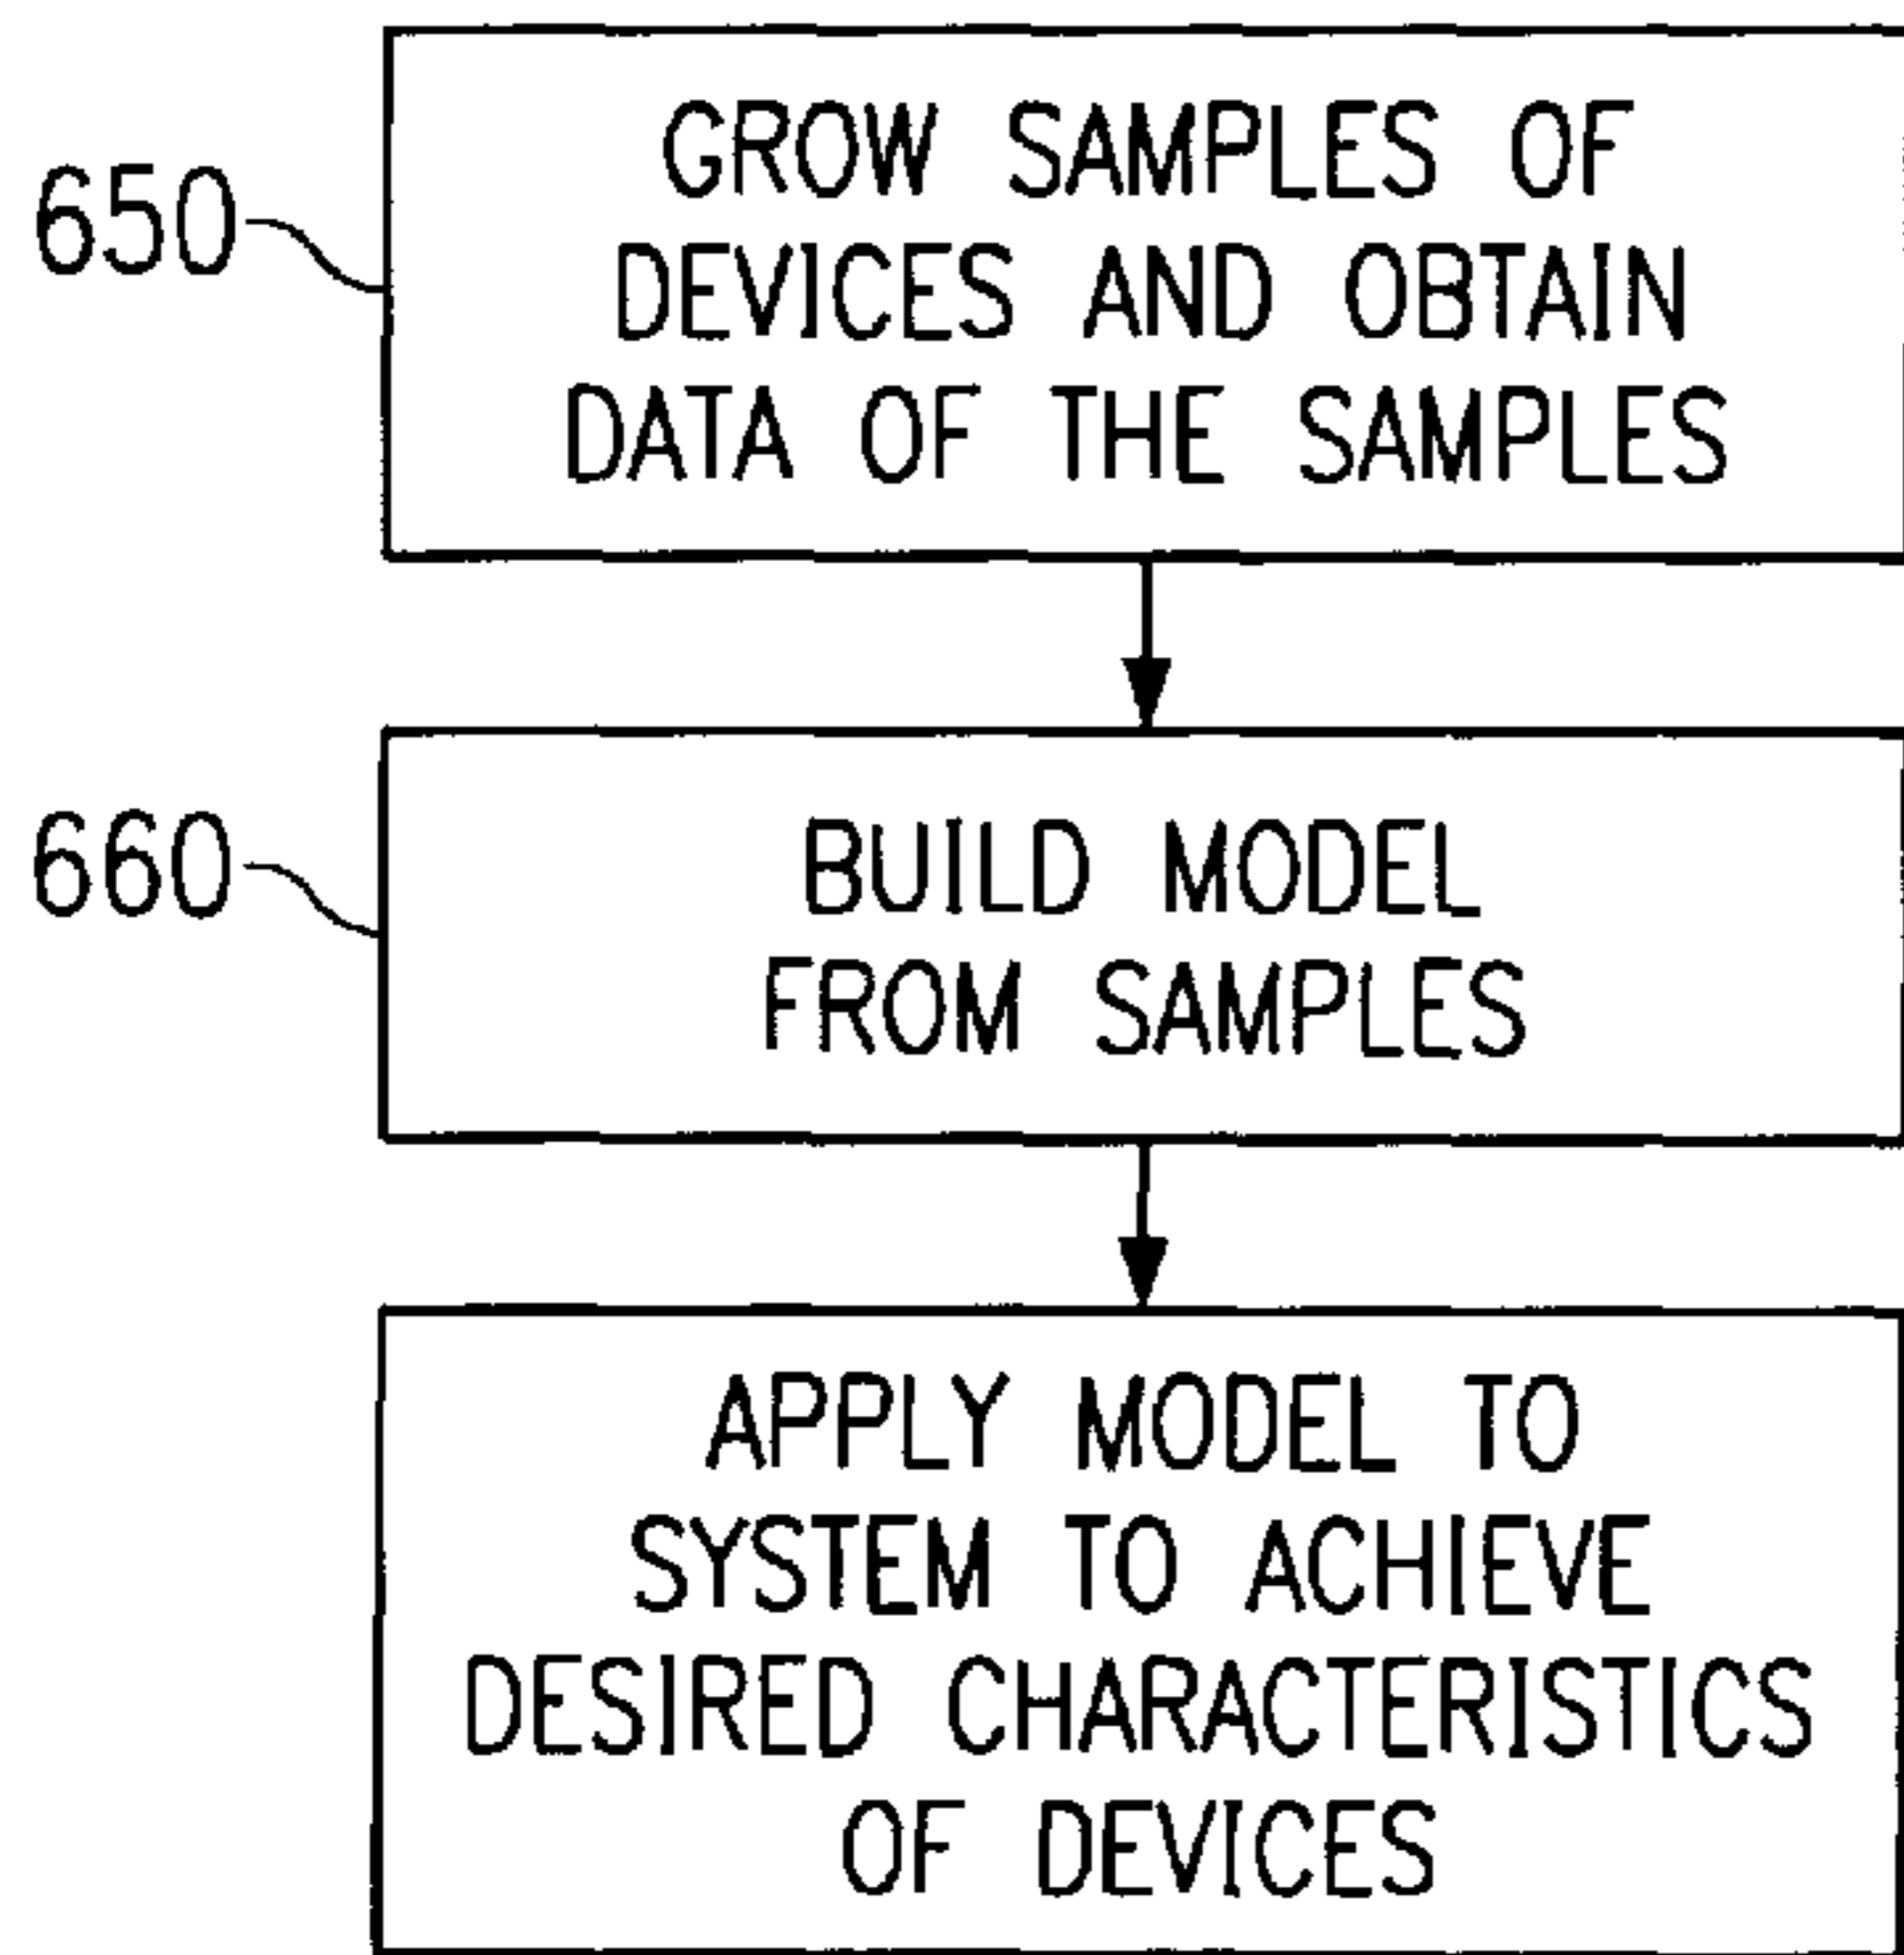 650
GROW SAMPLES OF
DEVICES AND OBTAIN
DATA OF THE SAMPLES
660
BUILD MODEL
FROM SAMPLES
APPLY MODEL TO
SYSTEM TO ACHIEVE
DESIRED CHARACTERISTICS
OF DEVICES